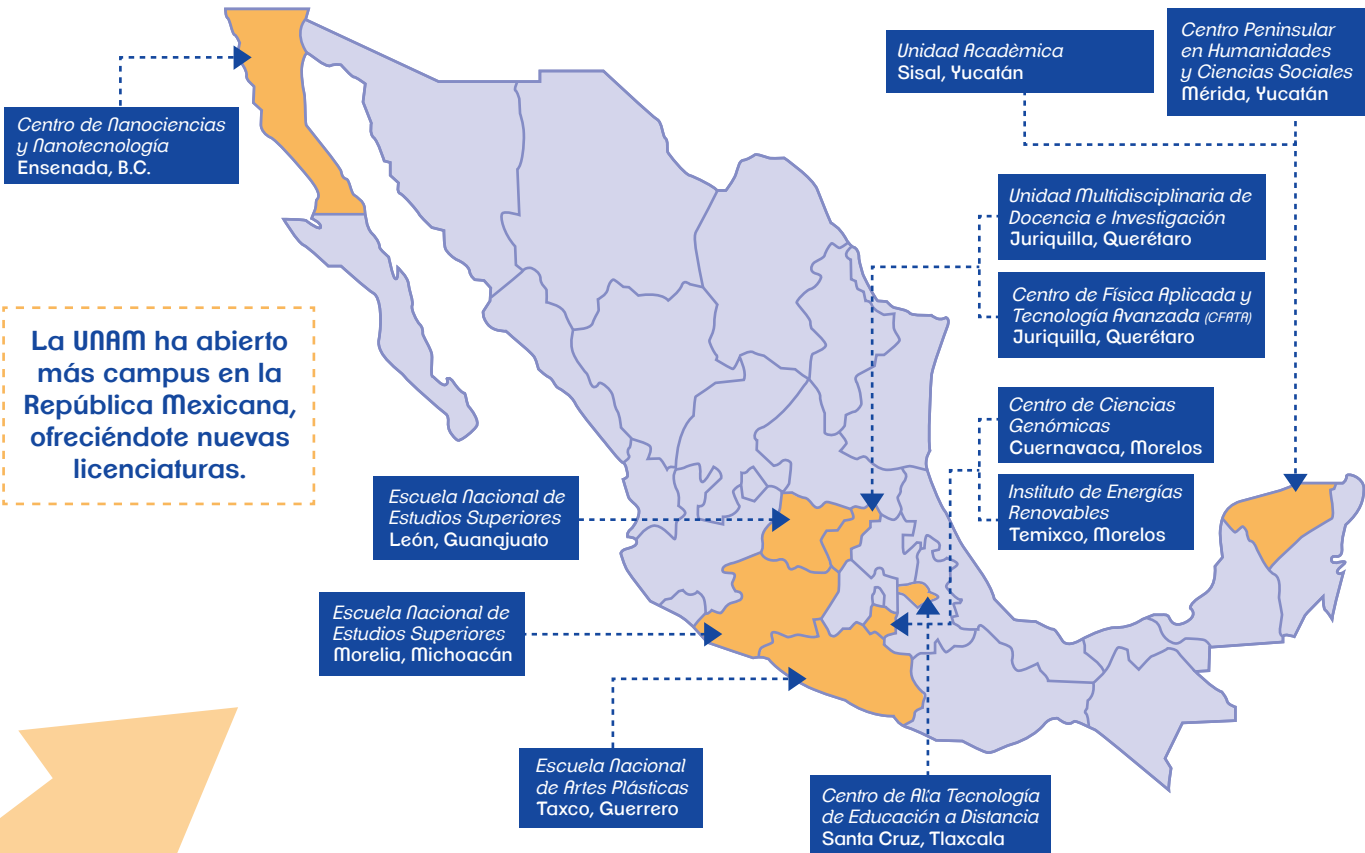 Unidad Acadèmica
Sisal, Yucatán
Centro Peninsular
en Humanidades
y Ciencias Sociales
Mérida, Yucatán
Centro de Nanociencias
y Nanotecnología
Ensenada, B.C.
Unidad Multidisciplinaria de
Docencia e Investigación
Juriquilla, Querétaro
Centro de Física Aplicada y
Tecnología Avanzada (CFATA)
Juriquilla, Querétaro
La UNAM ha abierto
más campus en la
República Mexicana,
ofreciéndote nuevas
licenciaturas.
Centro de Ciencias
Genómicas
Cuernavaca, Morelos
Instituto de Energías
Renovables
Temixco, Morelos
Escuela Nacional de
Estudios Superiores
León, Guanajuato
Escuela Nacional de
Estudios Superiores
Morelia, Michoacán
Escuela Nacional
de Artes Plásticas
Taxco, Guerrero
Centro de Alta Tecnología
de Educación a Distancia
Santa Cruz, Tlaxcala